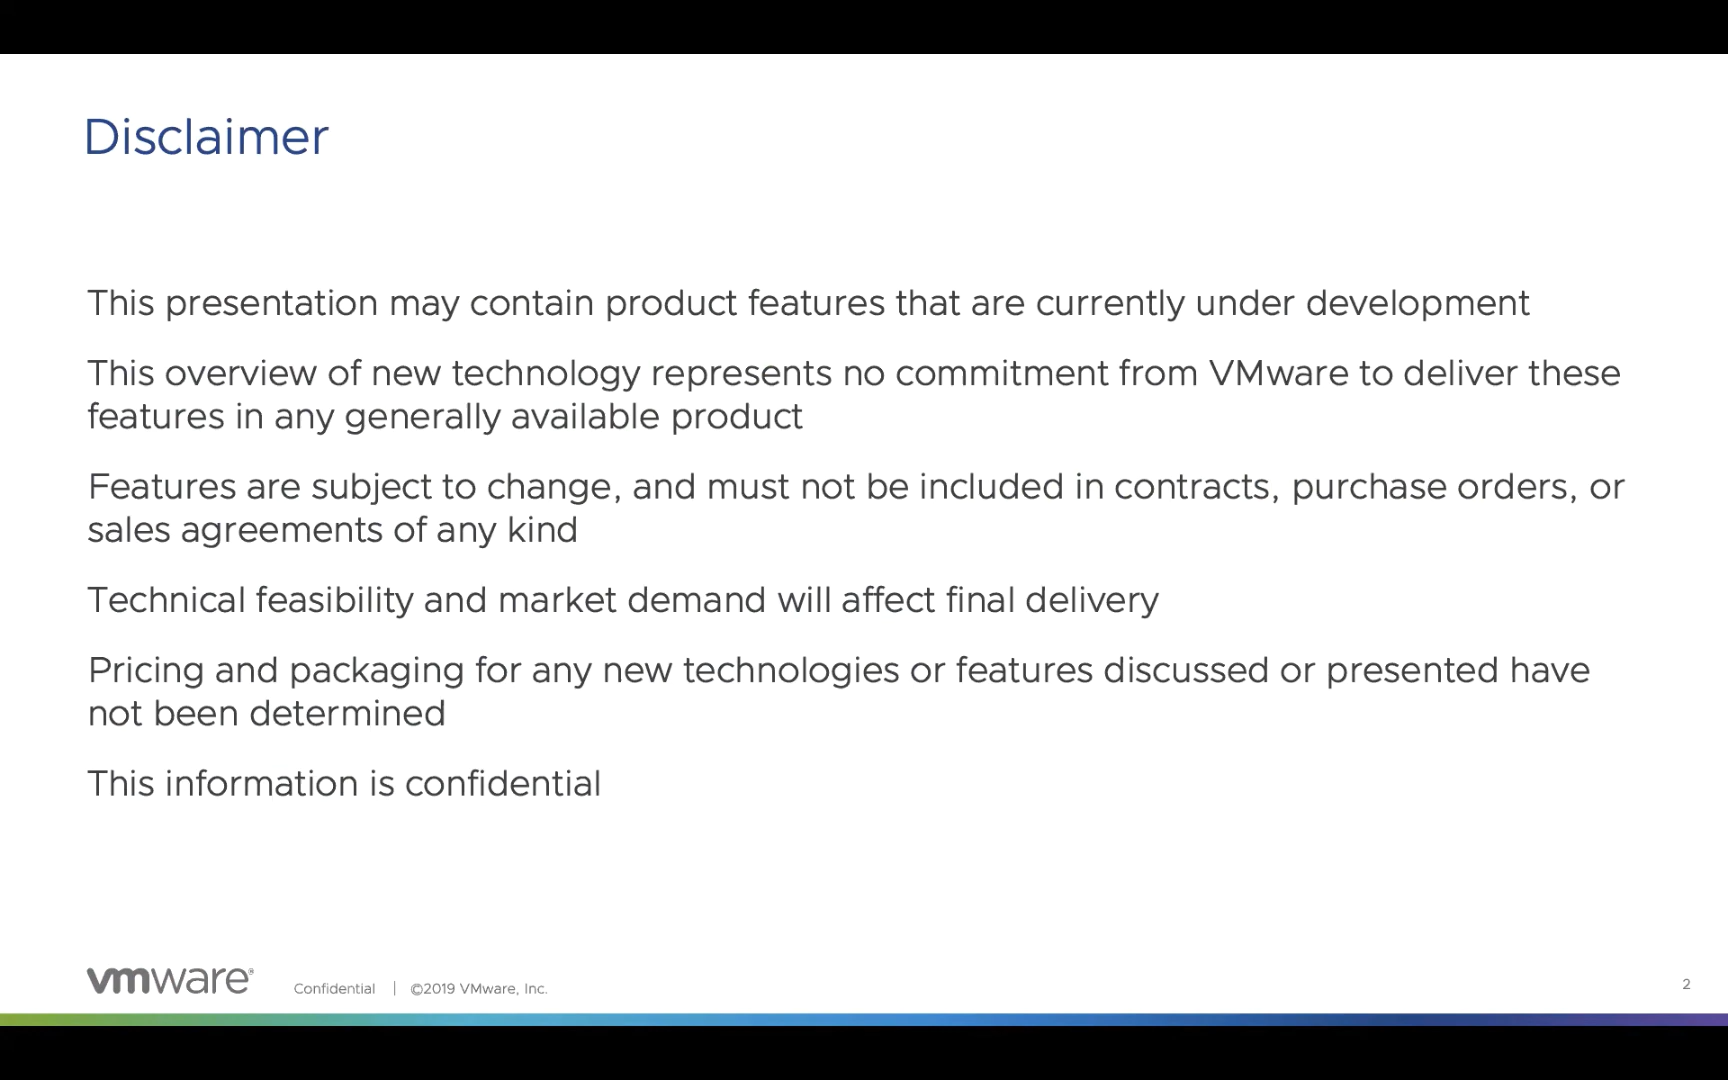 Disclaimer
This presentation may contain product features that are currently under development
This overview of new technology represents no commitment from VMware to deliver these
features in any generally available product
Features are subject to change, and must not be included in contracts, purchase orders, or
sales agreements of any kind
Technical feasibility and market demand will affect final delivery
Pricing and packaging for any new technologies or features discussed or presented have
not been determined
This information is confidential
vmware® Confidential | ©2019 VMware, Inc. 2